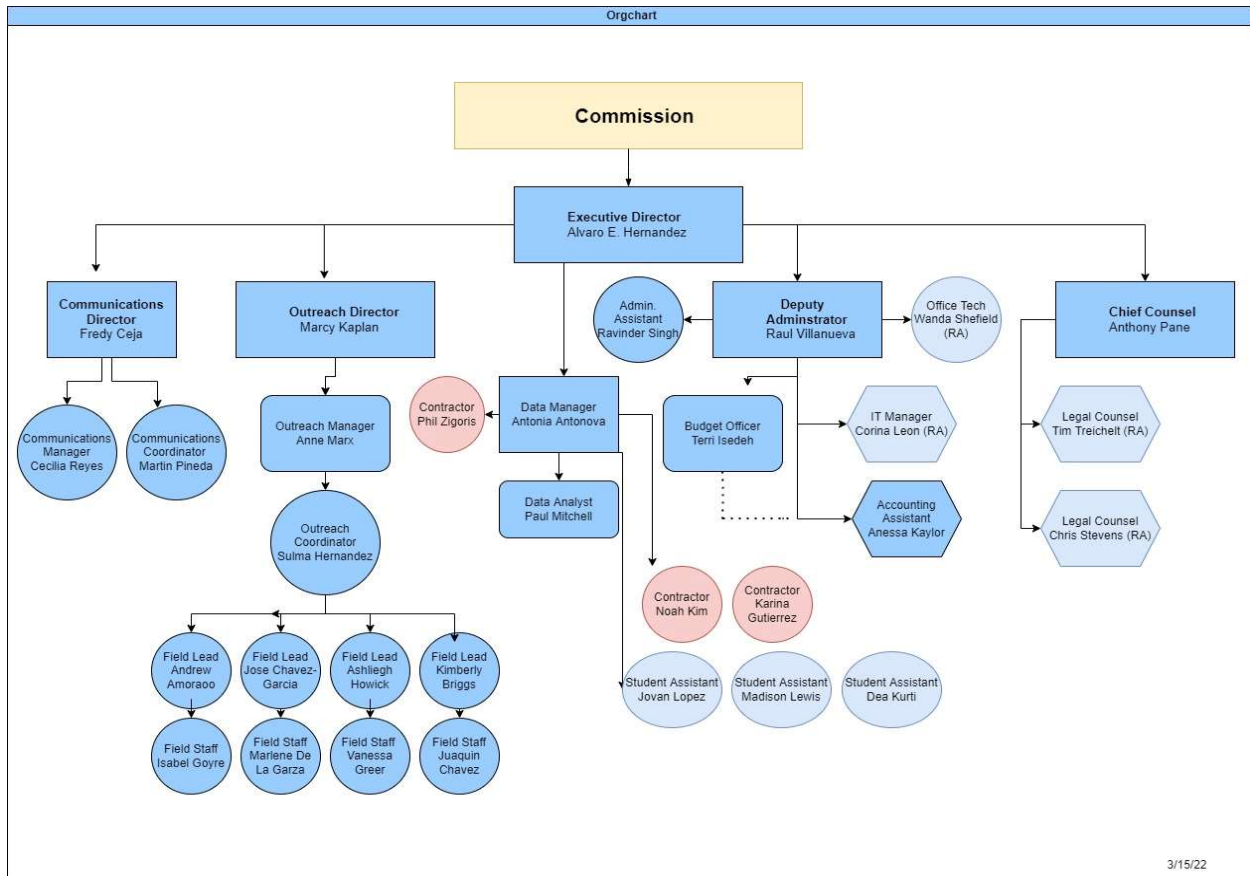 Orgchart
Commission
Executive Director
Alvaro E. Hernandez
Communications
Director
Fredy Ceja
Outreach Director
Marcy Kaplan
Admin.
Assistant
Ravinder Singh
Deputy
Adminstrator
Raul Villanueva
Office Tech
Wanda Shefield
(RA)
Chief Counsel
Anthony Pane
Communications
Manager
Cecilia Reyes
Communications
Coordinator
Martin Pineda
Outreach Manager
Anne Marx
Contractor
Phil Zigoris
Data Manager
Antonia Antonova
Budget Officer
Terri Isedeh
IT Manager
Corina Leon (RA)
Legal Counsel
Tim Treichelt (RA)
Data Analyst
Paul Mitchell
Accounting
Assistant
Anessa Kaylor
Legal Counsel
Chris Stevens (RA)
Outreach
Coordinator
Sulma Hernandez
Contractor
Noah Kim
Contractor
Karina
Gutierrez
Field Lead
Andrew
Amoraoo
Field Lead
Jose Chavez-
Garcia
Field Lead
Ashliegh
Howick
Field Lead
Kimberly
Briggs
Student Assistant
Jovan Lopez
Student Assistant
Madison Lewis
Student Assistant
Dea Kurti
Field Staff
Isabel Goyre
Field Staff
Marlene De
La Garza
Field Staff
Vanessa
Greer
Field Staff
Juaquin
Chavez
3/15/22